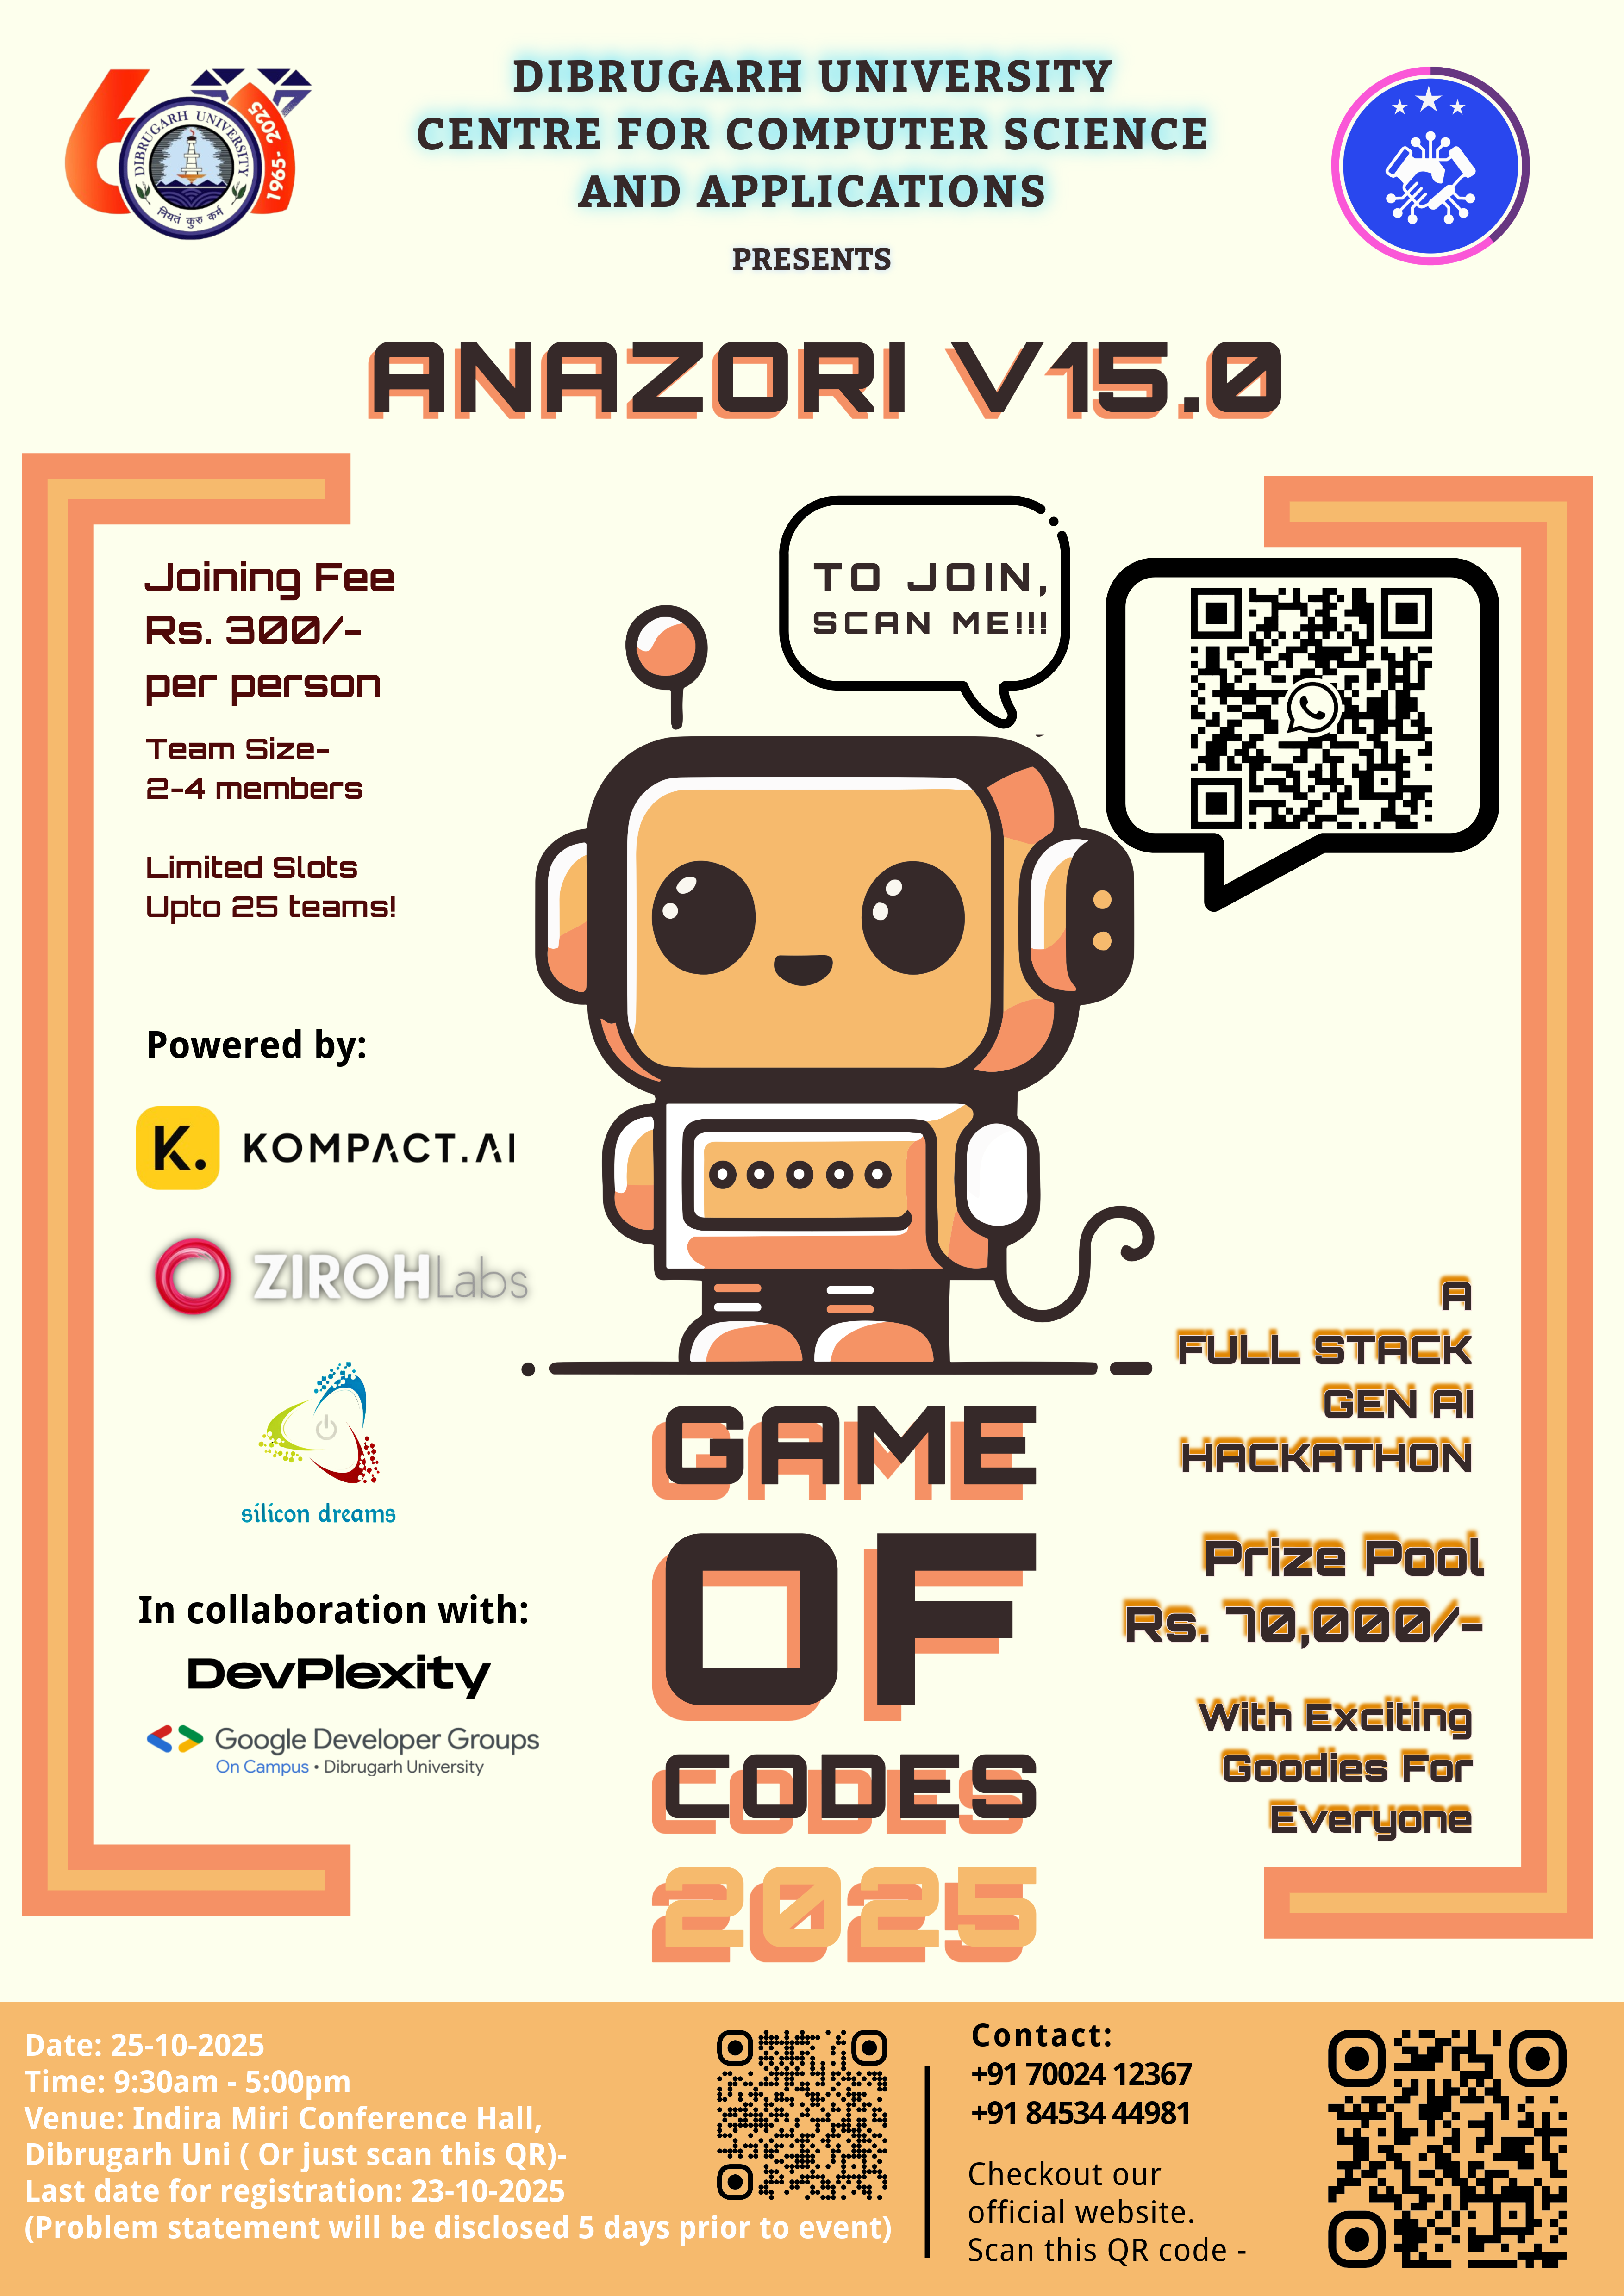 DIBRUGARH UNIVERSITY
CENTRE FOR COMPUTER SCIENCE
AND APPLICATIONS
PRESENTS
DIBRUGARH UNIVERSITY
नियतं कुरु कर्म
1965- 2025
ANAZORI V15.0
TO JOIN,
SCAN ME!!!
Joining Fee
Rs. 300/-
per person
Team Size-
2-4 members
Limited Slots
Upto 25 teams!
Powered by:
K. KOMPACT.AI
ZIROHLabs
silicon dreams
In collaboration with:
DevPlexity
Google Developer Groups
On Campus • Dibrugarh University
GAME
OF
CODES
2025
A
FULL STACK
GEN AI
HACKATHON
Prize Pool
Rs. 70,000/-
With Exciting
Goodies For
Everyone
Date: 25-10-2025
Time: 9:30am - 5:00pm
Venue: Indira Miri Conference Hall,
Dibrugarh Uni ( Or just scan this QR)-
Last date for registration: 23-10-2025
(Problem statement will be disclosed 5 days prior to event)
Contact:
+91 70024 12367
+91 84534 44981
Checkout our
official website.
Scan this QR code -